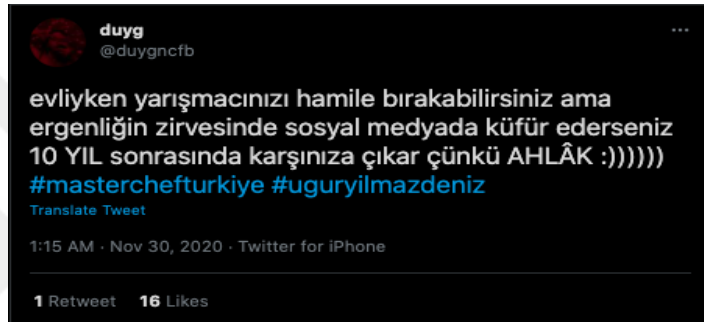 duyg
@duygncfb
evliyken yarışmacınızı hamile bırakabilirsiniz ama
ergenliğin zirvesinde sosyal medyada küfür ederseniz
10 YIL sonrasında karşınıza çıkar çünkü AHLÂK :))))))
#masterchefturkiye #uguryilmazdeniz
Translate Tweet
1:15 AM · Nov 30, 2020 · Twitter for iPhone
1 Retweet 16 Likes